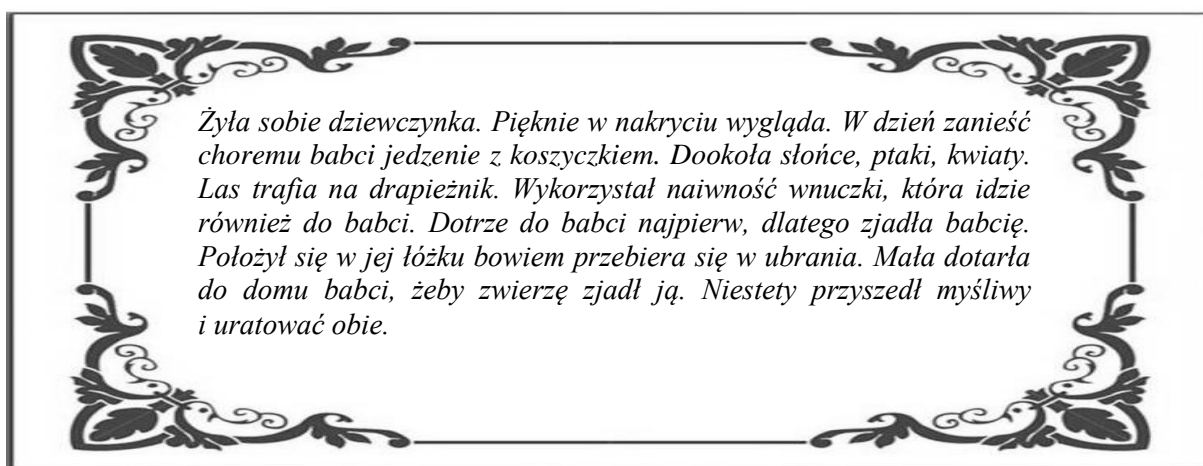 Żyła sobie dziewczynka. Pięknie w nakryciu wygląda. W dzień zanieść
choremu babci jedzenie z koszyczkiem. Dookoła słońce, ptaki, kwiaty.
Las trafia na drapieżnik. Wykorzystał naiwność wnuczki, która idzie
również do babci. Dotrze do babci najpierw, dlatego zjadła babcię.
Położył się w jej łóżku bowiem przebiera się w ubrania. Mała dotarła
do domu babci, żeby zwierzę zjadł ją. Niestety przyszedł myśliwy
i uratować obie.